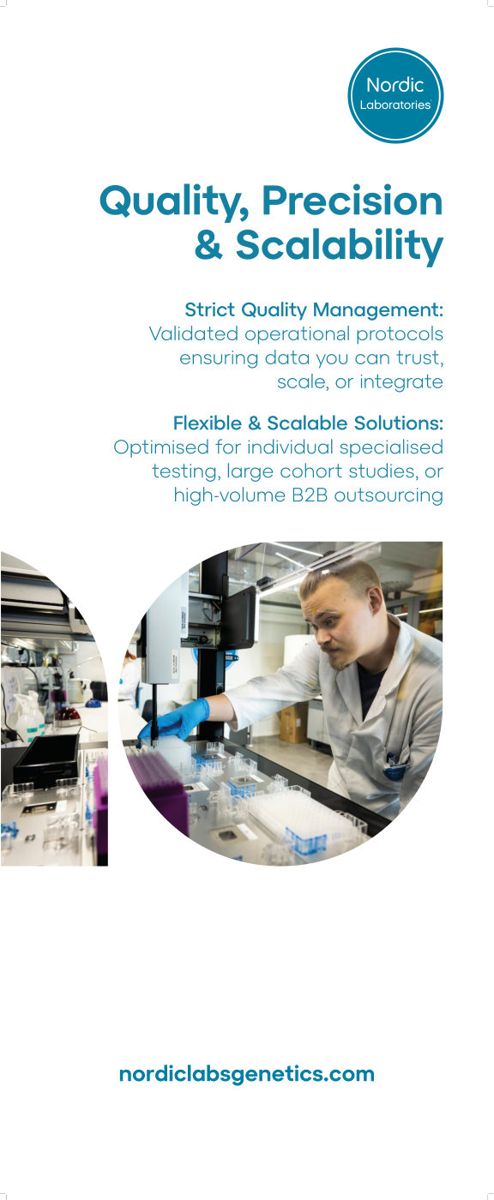 Nordic
Laboratories
Quality, Precision
& Scalability
Strict Quality Management:
Validated operational protocols
ensuring data you can trust,
scale, or integrate
Flexible & Scalable Solutions:
Optimised for individual specialised
testing, large cohort studies, or
high-volume B2B outsourcing
nordiclabsgenetics.com